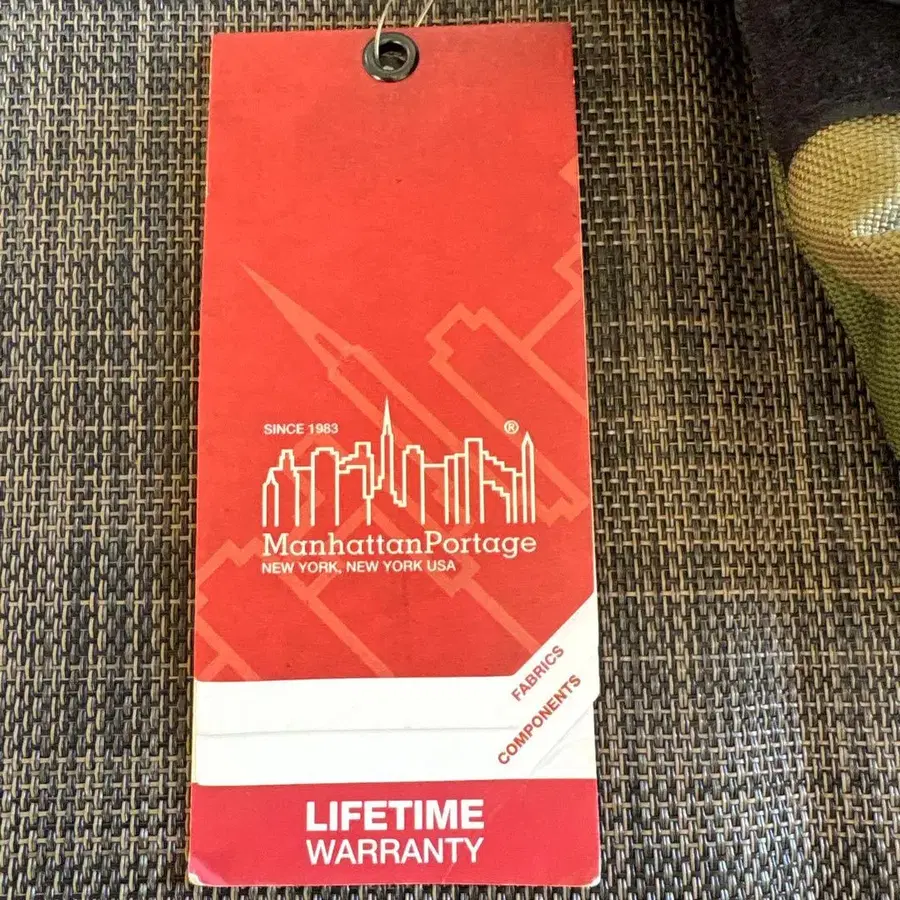 SINCE 1983
®
ManhattanPortage
NEW YORK, NEW YORK USA
FABRICS
COMPONENTS
LIFETIME
WARRANTY